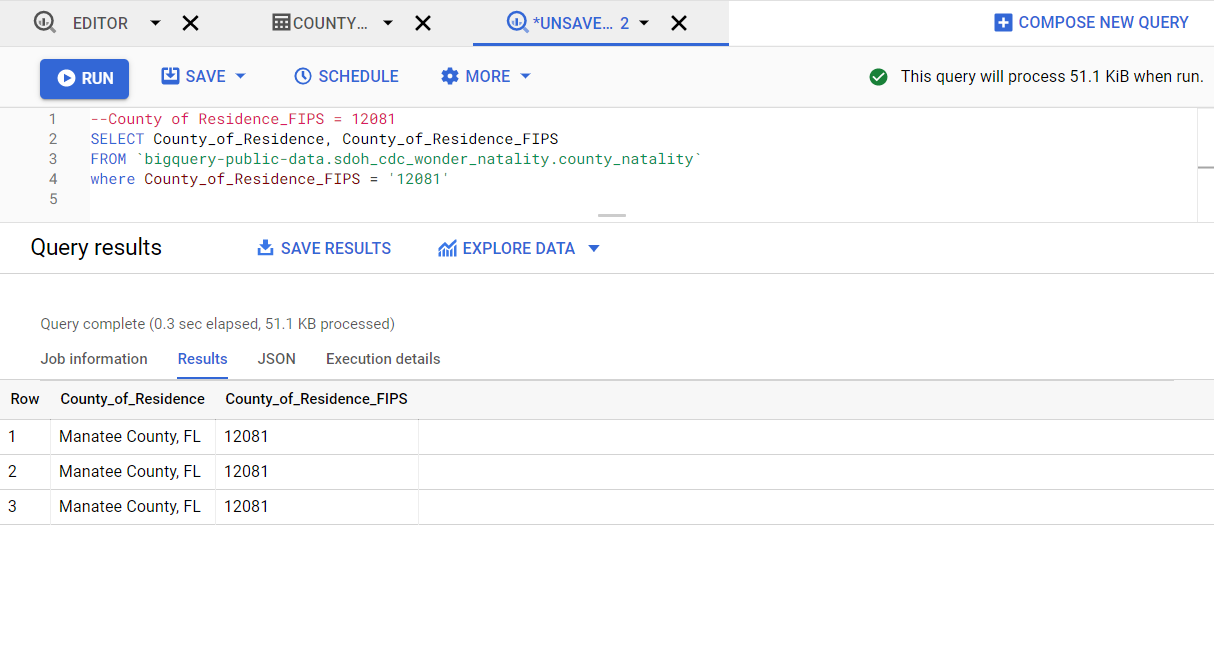 EDITOR COUNTY... *UNSAVE... 2 COMPOSE NEW QUERY
RUN SAVE SCHEDULE MORE This query will process 51.1 KiB when run.
1 --County of Residence_FIPS = 12081
2 SELECT County_of_Residence, County_of_Residence_FIPS
3 FROM `bigquery-public-data.sdoh_cdc_wonder_natality.county_natality`
4 where County_of_Residence_FIPS = '12081'
5
Query results SAVE RESULTS EXPLORE DATA
Query complete (0.3 sec elapsed, 51.1 KB processed)
Job information Results JSON Execution details
Row County_of_Residence County_of_Residence_FIPS
1 Manatee County, FL 12081
2 Manatee County, FL 12081
3 Manatee County, FL 12081